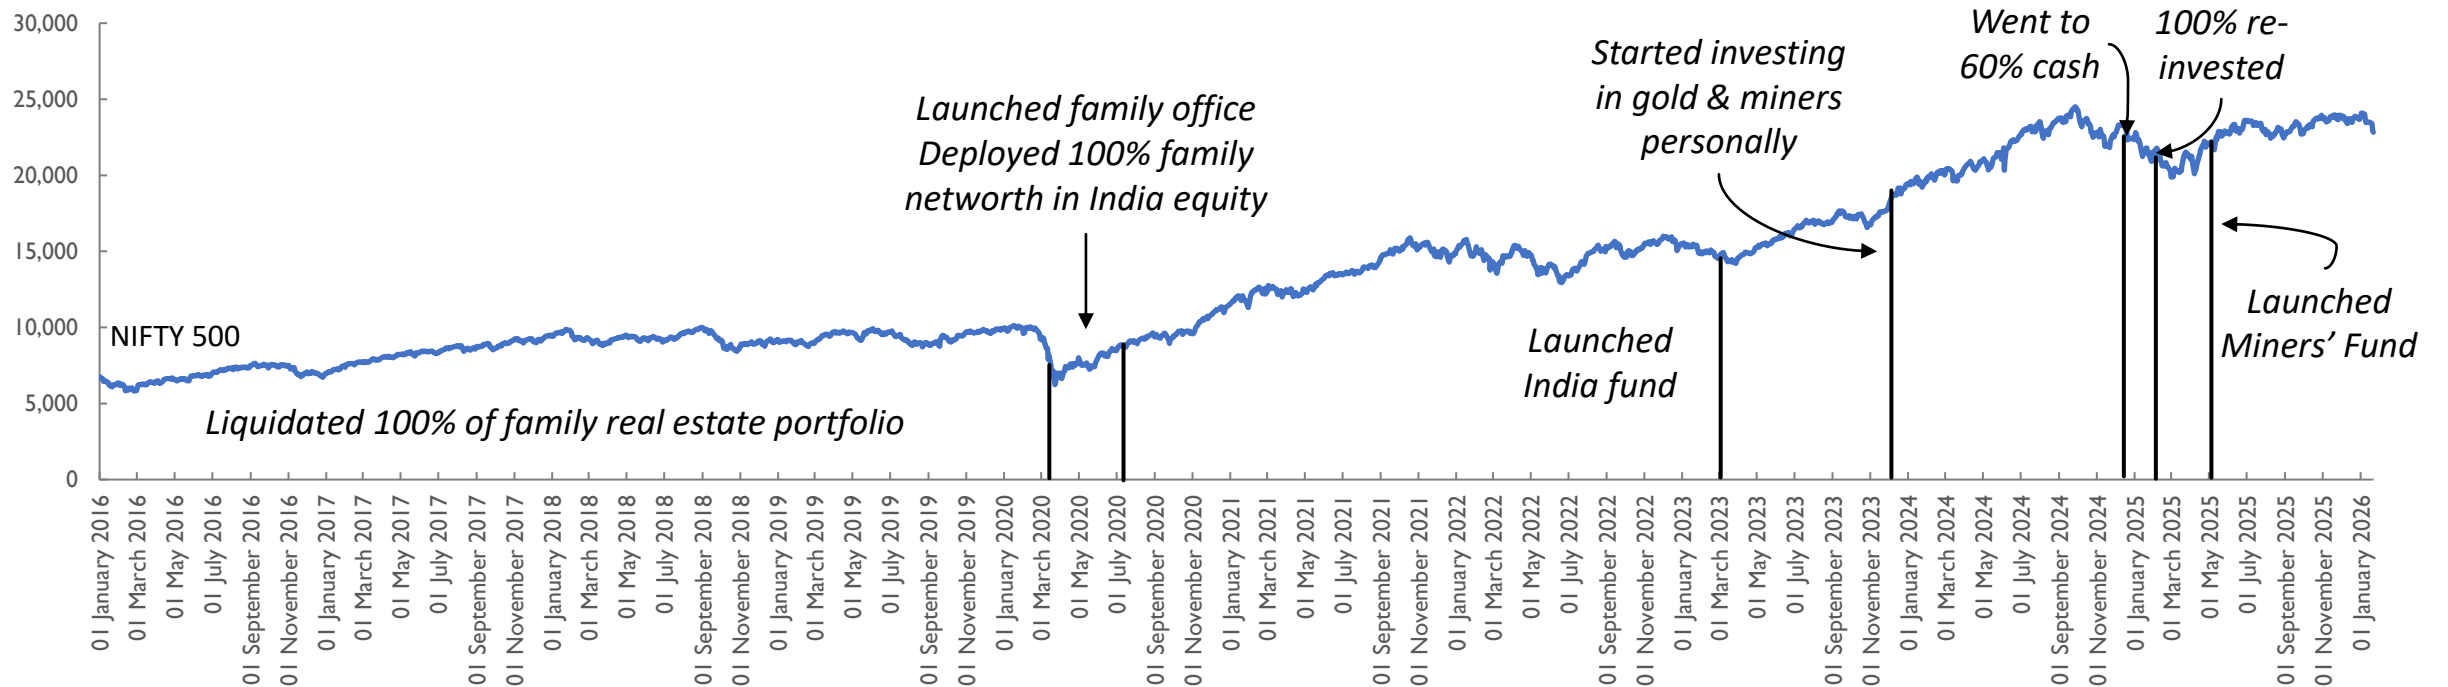 30,000
25,000
20,000
15,000
10,000
5,000
0
NIFTY 500
Liquidated 100% of family real estate portfolio
Launched family office
Deployed 100% family
networth in India equity
Launched
India fund
Started investing
in gold & miners
personally
Went to
60% cash
100% re-
invested
Launched
Miners’ Fund
01 January 2016
01 March 2016
01 May 2016
01 July 2016
01 September 2016
01 November 2016
01 January 2017
01 March 2017
01 May 2017
01 July 2017
01 September 2017
01 November 2017
01 January 2018
01 March 2018
01 May 2018
01 July 2018
01 September 2018
01 November 2018
01 January 2019
01 March 2019
01 May 2019
01 July 2019
01 September 2019
01 November 2019
01 January 2020
01 March 2020
01 May 2020
01 July 2020
01 September 2020
01 November 2020
01 January 2021
01 March 2021
01 May 2021
01 July 2021
01 September 2021
01 November 2021
01 January 2022
01 March 2022
01 May 2022
01 July 2022
01 September 2022
01 November 2022
01 January 2023
01 March 2023
01 May 2023
01 July 2023
01 September 2023
01 November 2023
01 January 2024
01 March 2024
01 May 2024
01 July 2024
01 September 2024
01 November 2024
01 January 2025
01 March 2025
01 May 2025
01 July 2025
01 September 2025
01 November 2025
01 January 2026